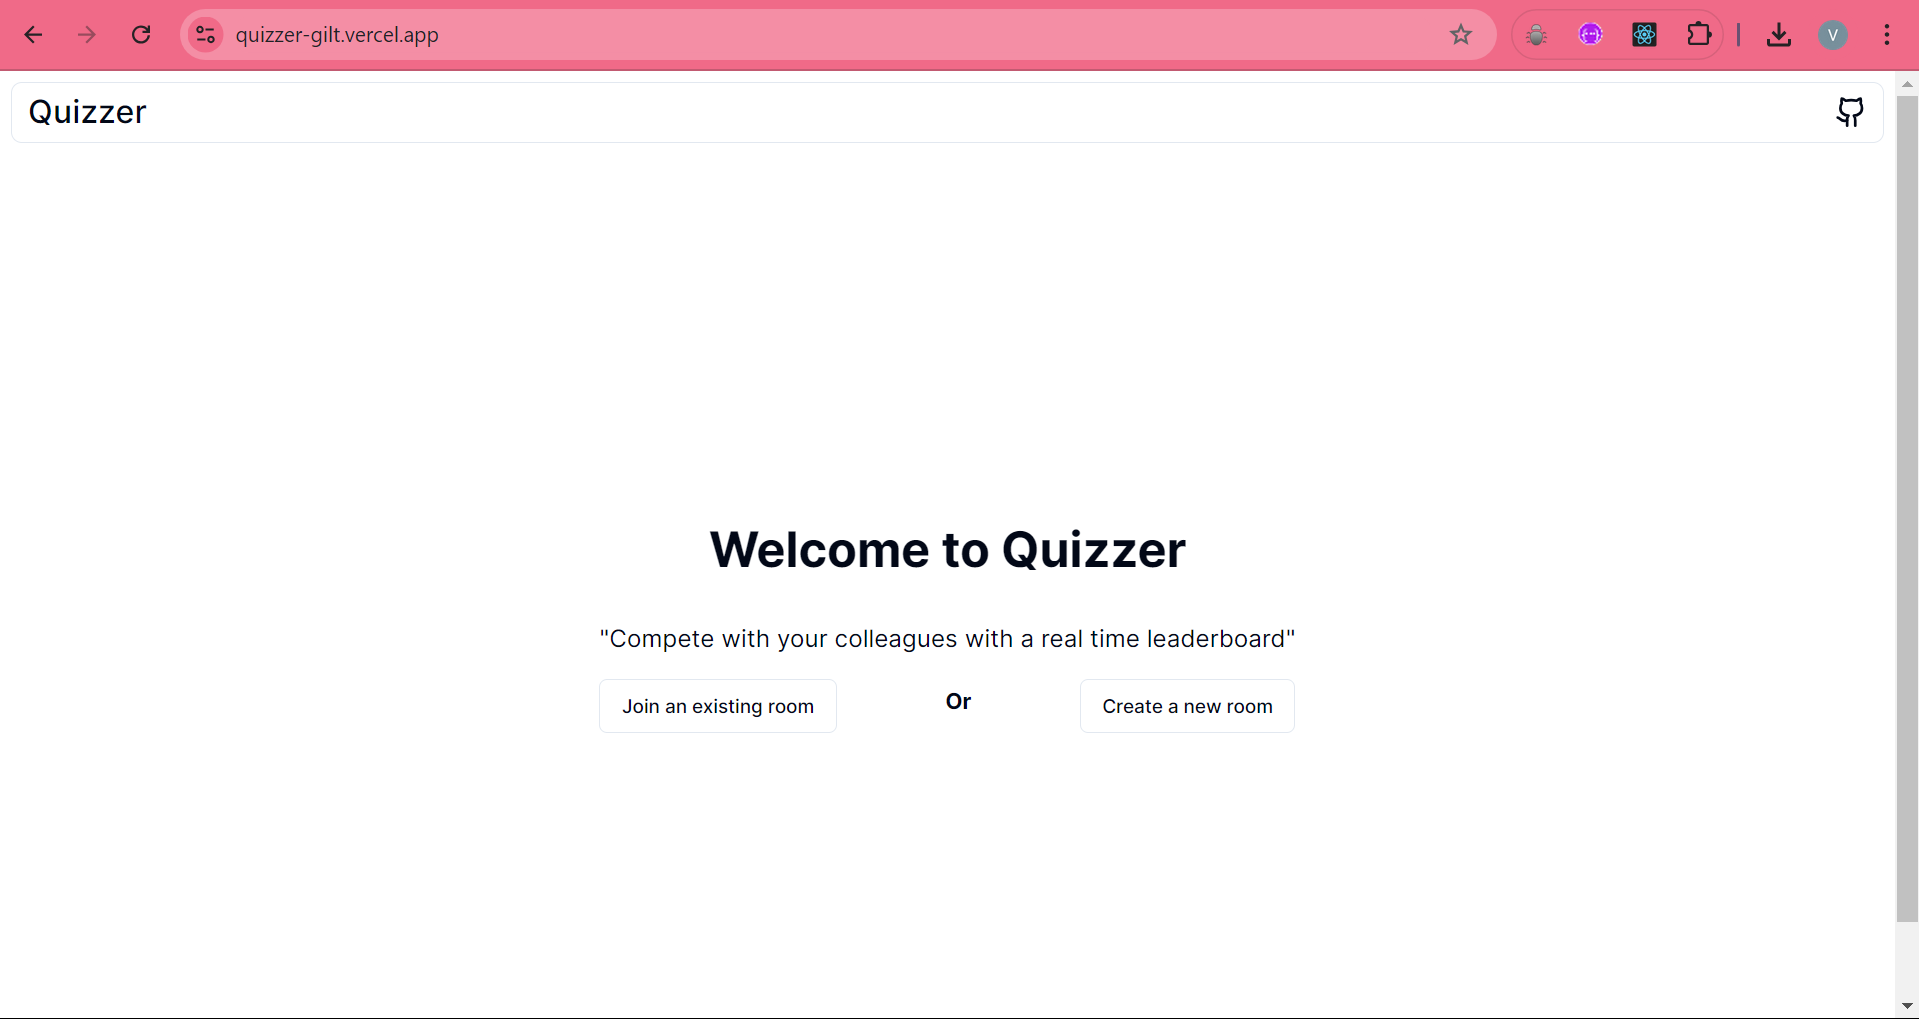 quizzer-gilt.vercel.app
V
Quizzer
Welcome to Quizzer
"Compete with your colleagues with a real time leaderboard"
Join an existing room
Or
Create a new room